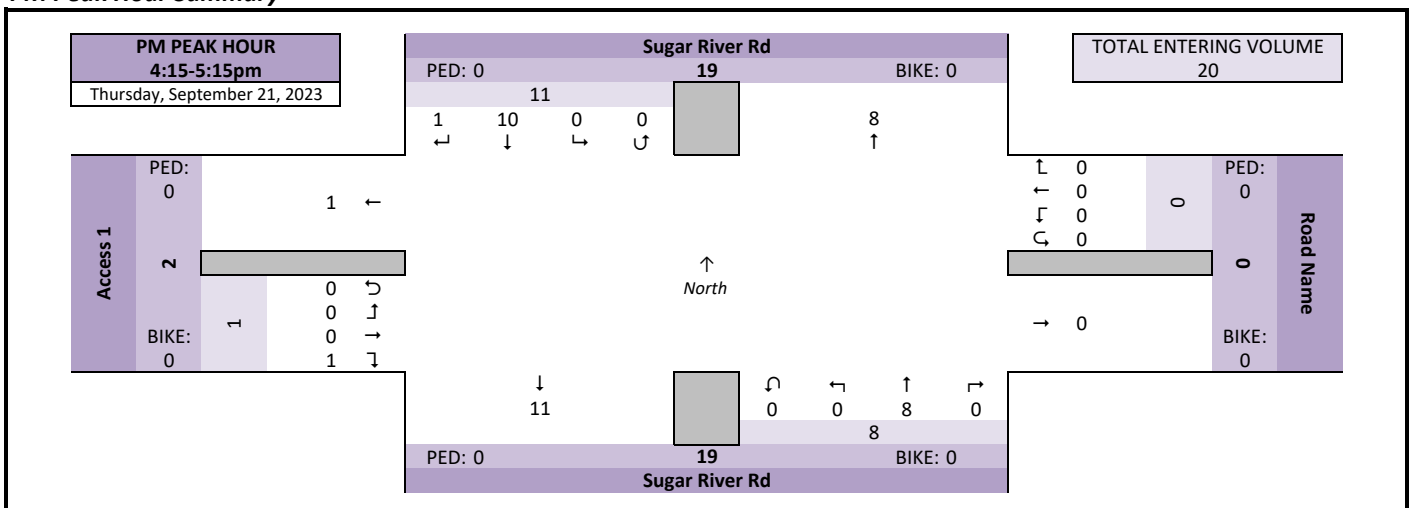 PM Peak Hour Summary
PM PEAK HOUR
4:15-5:15pm
Thursday, September 21, 2023
Sugar River Rd
PED: 0 19 BIKE: 0
11
1 10 0 0
↵ ↓ ↳ ↺
8
↑
TOTAL ENTERING VOLUME
20
Access 1
PED:
0
2
BIKE:
0
1
1 ←
0 ⮌
0 ⮥
0 →
1 ⮧
↑
North
↰ 0
← 0
↲ 0
⮎ 0
0
→ 0
PED:
0
0
BIKE:
0
Road Name
↓
11
⮏ ↰ ↑ ↱
0 0 8 0
8
PED: 0 19 BIKE: 0
Sugar River Rd